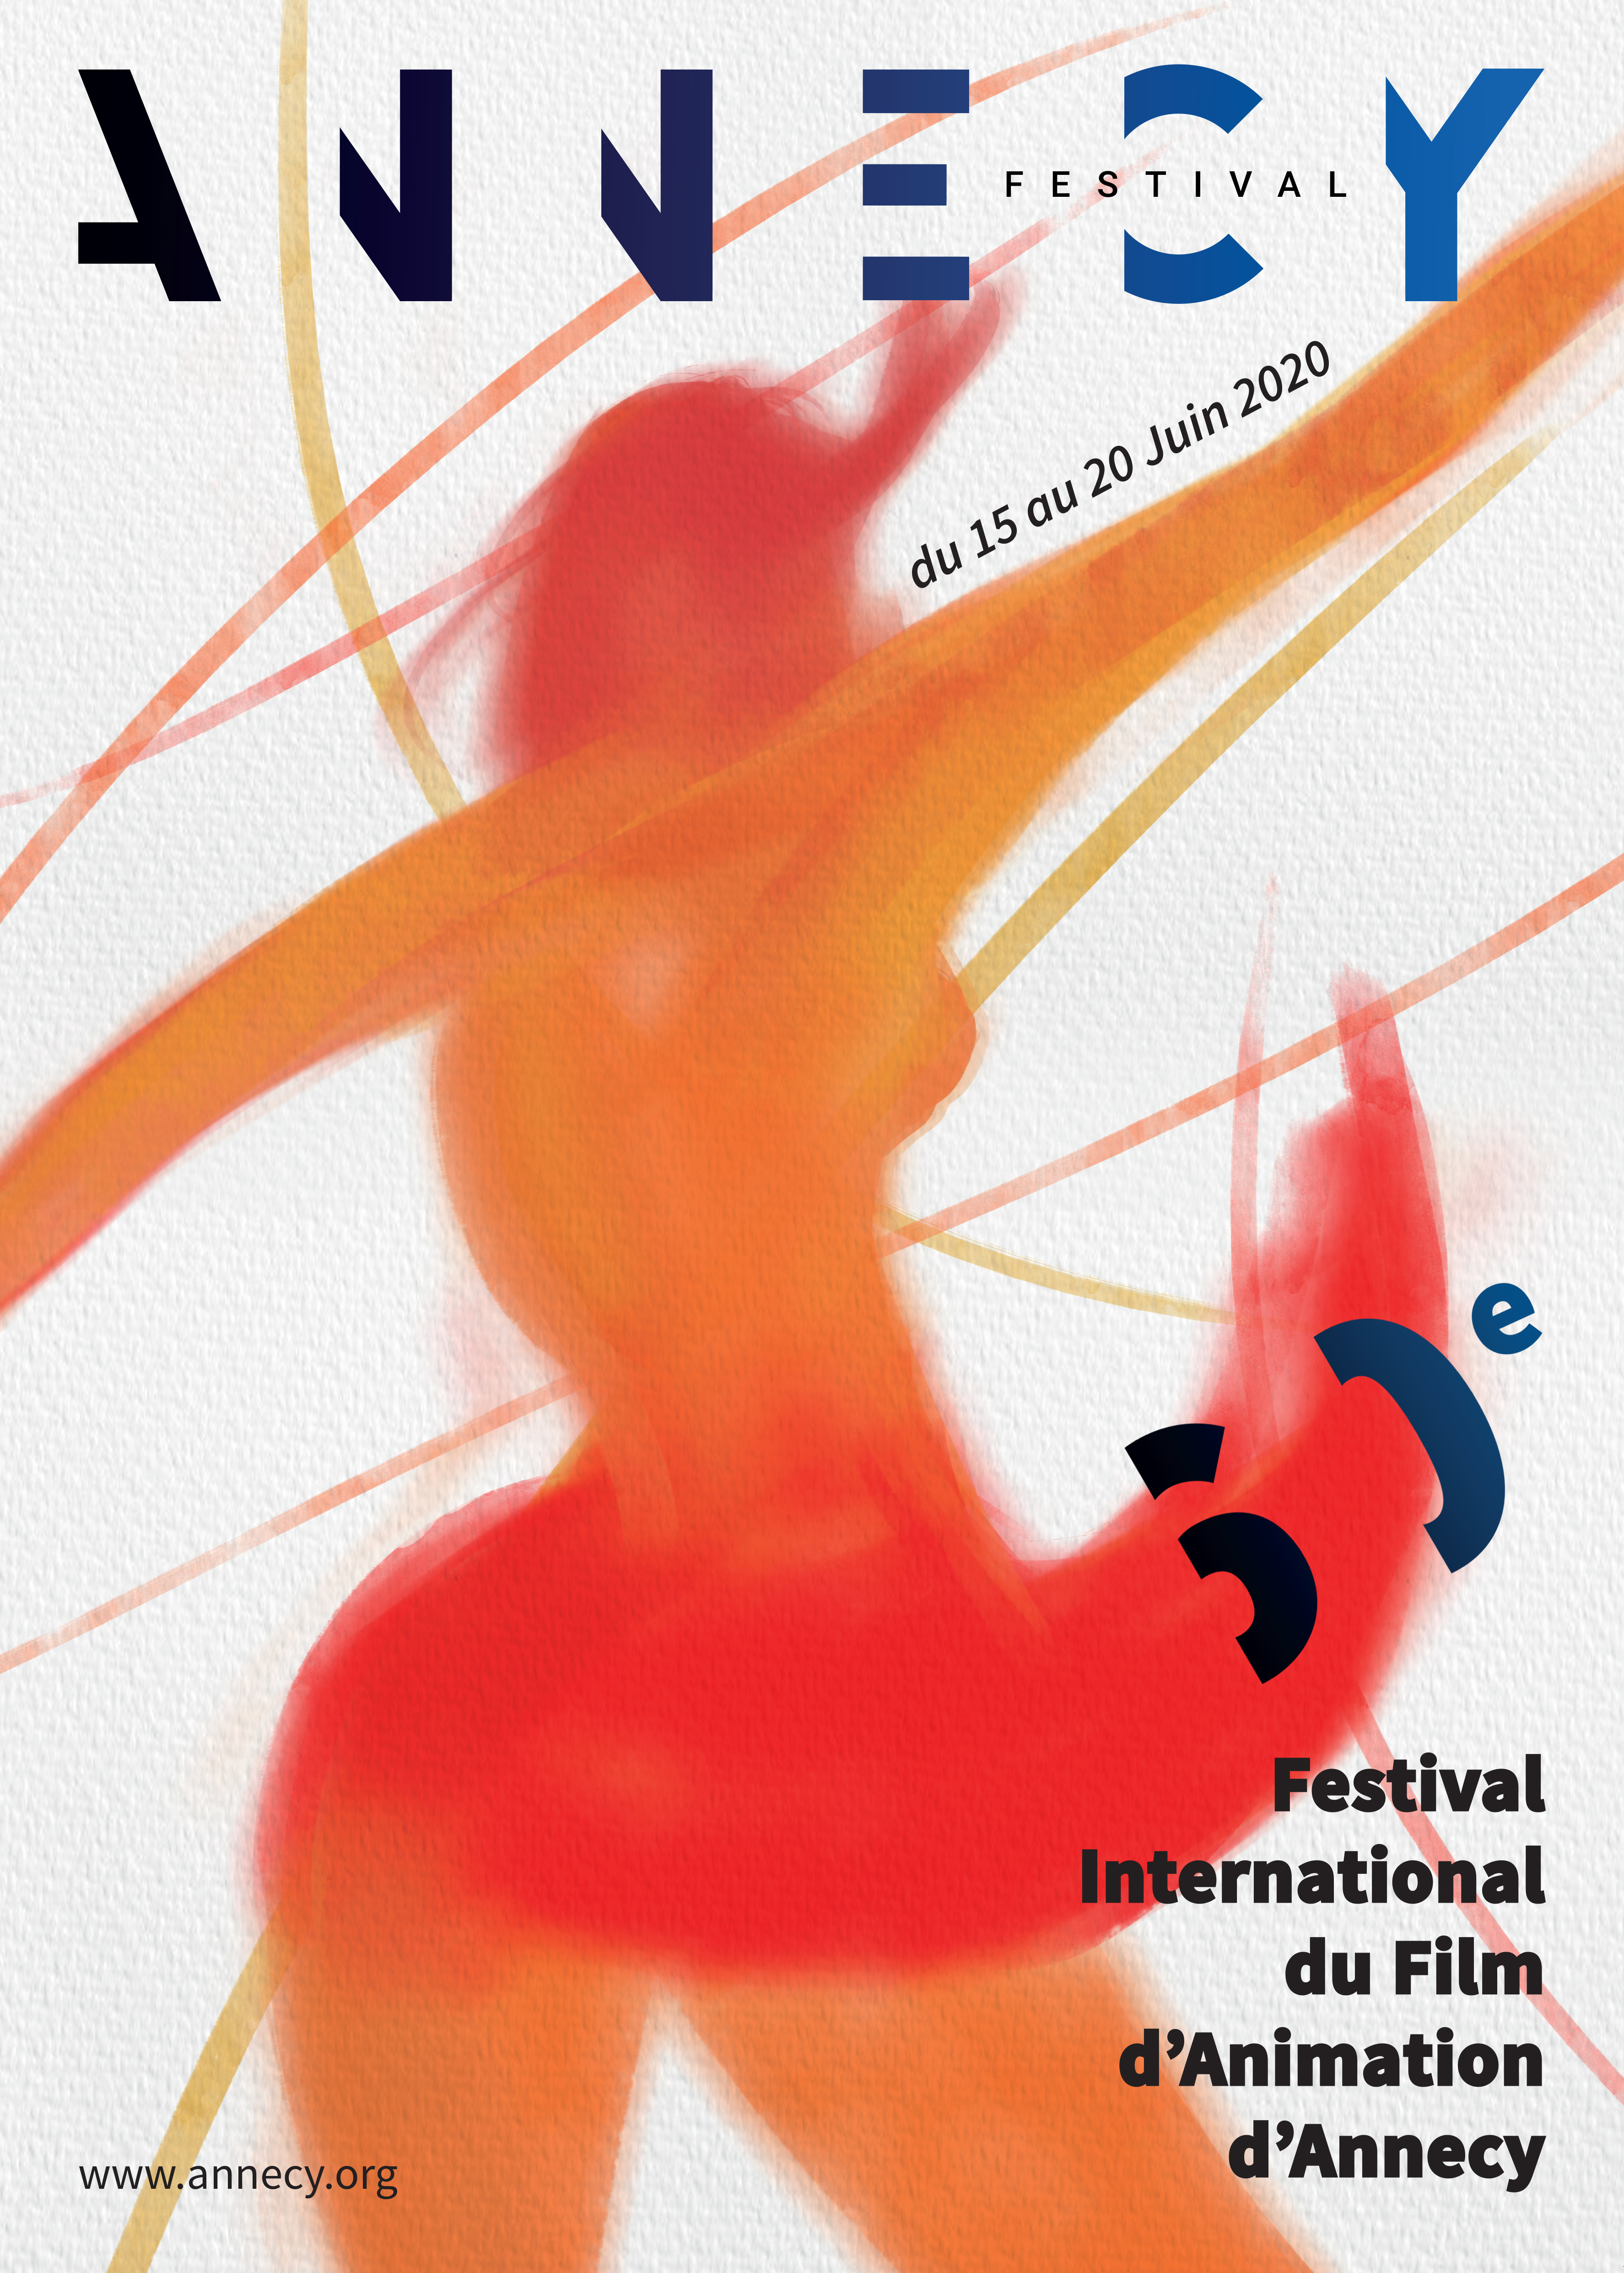 ANNECY
FESTIVAL
du 15 au 20 Juin 2020
e
Festival
International
du Film
d’Animation
d’Annecy
www.annecy.org